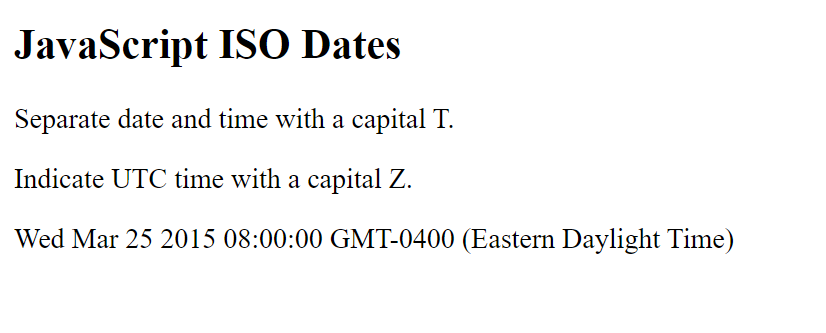 JavaScript ISO Dates
Separate date and time with a capital T.
Indicate UTC time with a capital Z.
Wed Mar 25 2015 08:00:00 GMT-0400 (Eastern Daylight Time)